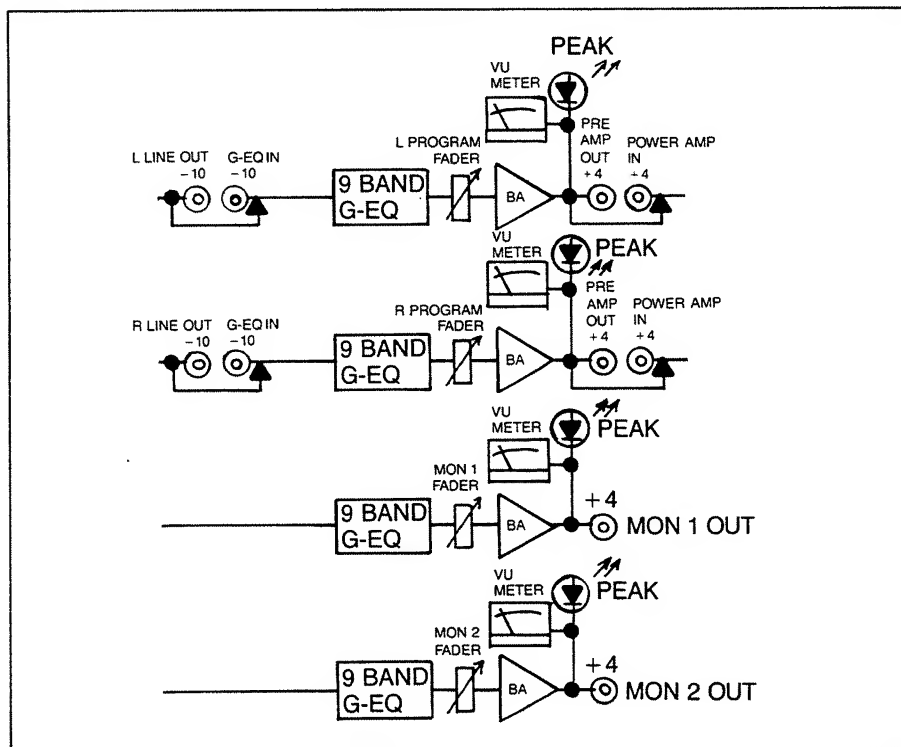 PEAK
VU
METER
PRE
AMP
OUT
+4
POWER AMP
IN
+4
L LINE OUT
-10
G-EQ IN
-10
L PROGRAM
FADER
9 BAND
G-EQ
BA
PEAK
VU
METER
PRE
AMP
OUT
+4
POWER AMP
IN
+4
R LINE OUT
-10
G-EQ IN
-10
R PROGRAM
FADER
9 BAND
G-EQ
BA
PEAK
VU
METER
MON 1
FADER
9 BAND
G-EQ
BA
+4
MON 1 OUT
PEAK
VU
METER
MON 2
FADER
9 BAND
G-EQ
BA
+4
MON 2 OUT